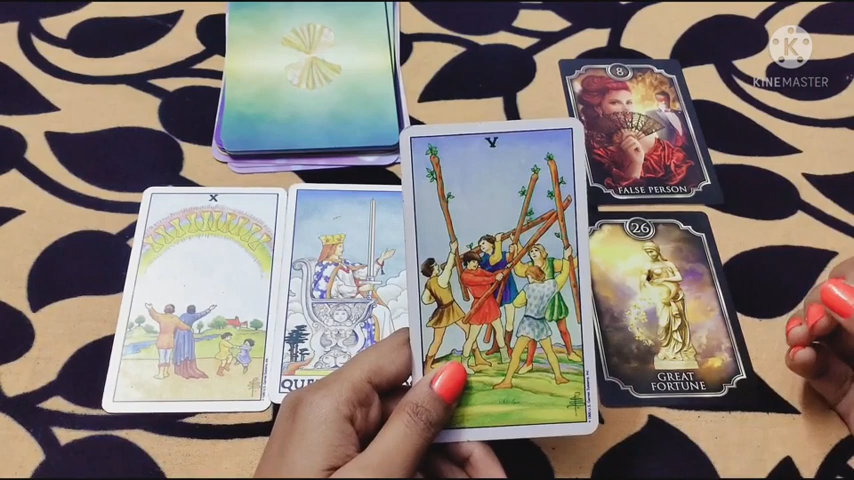 K
KINEMASTER
8
FALSE PERSON
X
V
26
QUE
GREAT
FORTUNE